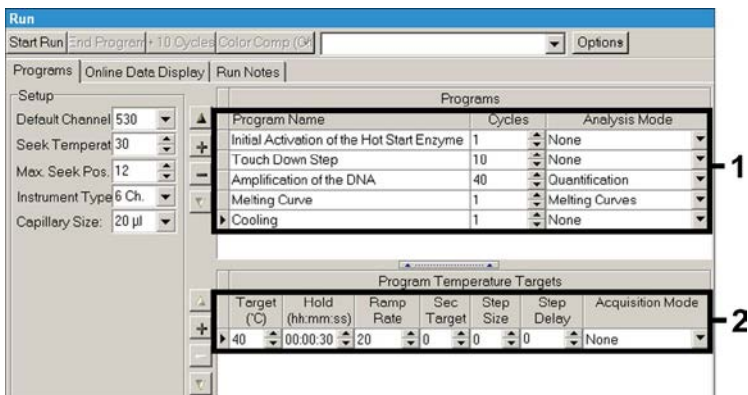 Run
Start Run End Program + 10 Cycles Color Comp (Off) Options
Programs Online Data Display Run Notes
Setup
Default Channel 530
Seek Temperat 30
Max. Seek Pos. 12
Instrument Type 6 Ch.
Capillary Size: 20 µl
Programs
Program Name Cycles Analysis Mode
Initial Activation of the Hot Start Enzyme 1 None
Touch Down Step 10 None
Amplification of the DNA 40 Quantification
Melting Curve 1 Melting Curves
Cooling 1 None
1
Program Temperature Targets
Target (°C) Hold (hh:mm:ss) Ramp Rate Sec Target Step Size Step Delay Acquisition Mode
40 00:00:30 20 0 0 0 None
2